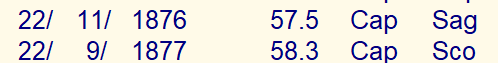 22/ 11/ 1876 57.5 Cap Sag
22/ 9/ 1877 58.3 Cap Sco